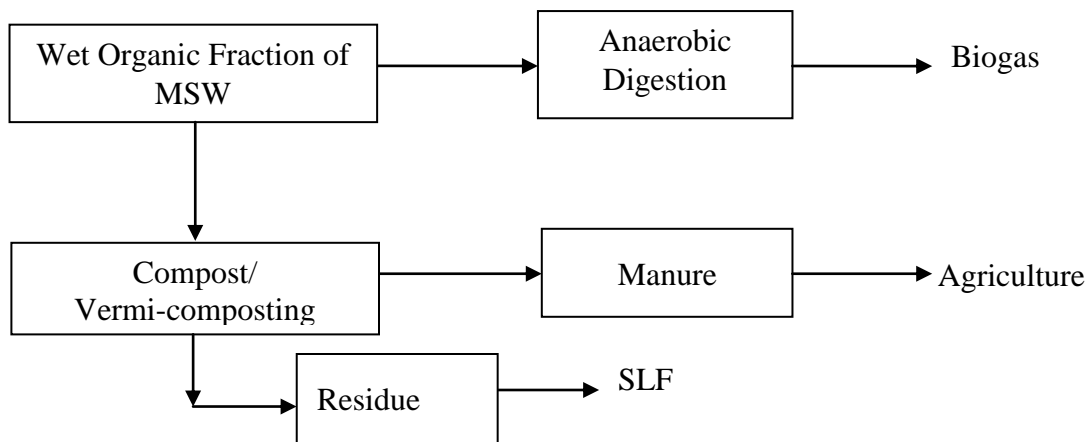 Wet Organic Fraction of
MSW
Anaerobic
Digestion
Biogas
Compost/
Vermi-composting
Manure
Agriculture
Residue
SLF